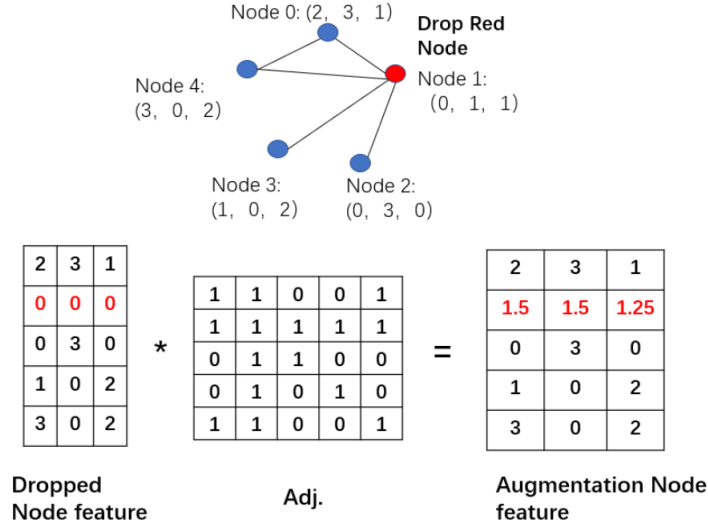 Node 0: (2, 3, 1)
Drop Red
Node
Node 4:
(3, 0, 2)
Node 1:
(0, 1, 1)
Node 3:
(1, 0, 2)
Node 2:
(0, 3, 0)
2 3 1
0 0 0
0 3 0
1 0 2
3 0 2
*
1 1 0 0 1
1 1 1 1 1
0 1 1 0 0
0 1 0 1 0
1 1 0 0 1
=
2 3 1
1.5 1.5 1.25
0 3 0
1 0 2
3 0 2
Dropped
Node feature
Adj.
Augmentation Node
feature